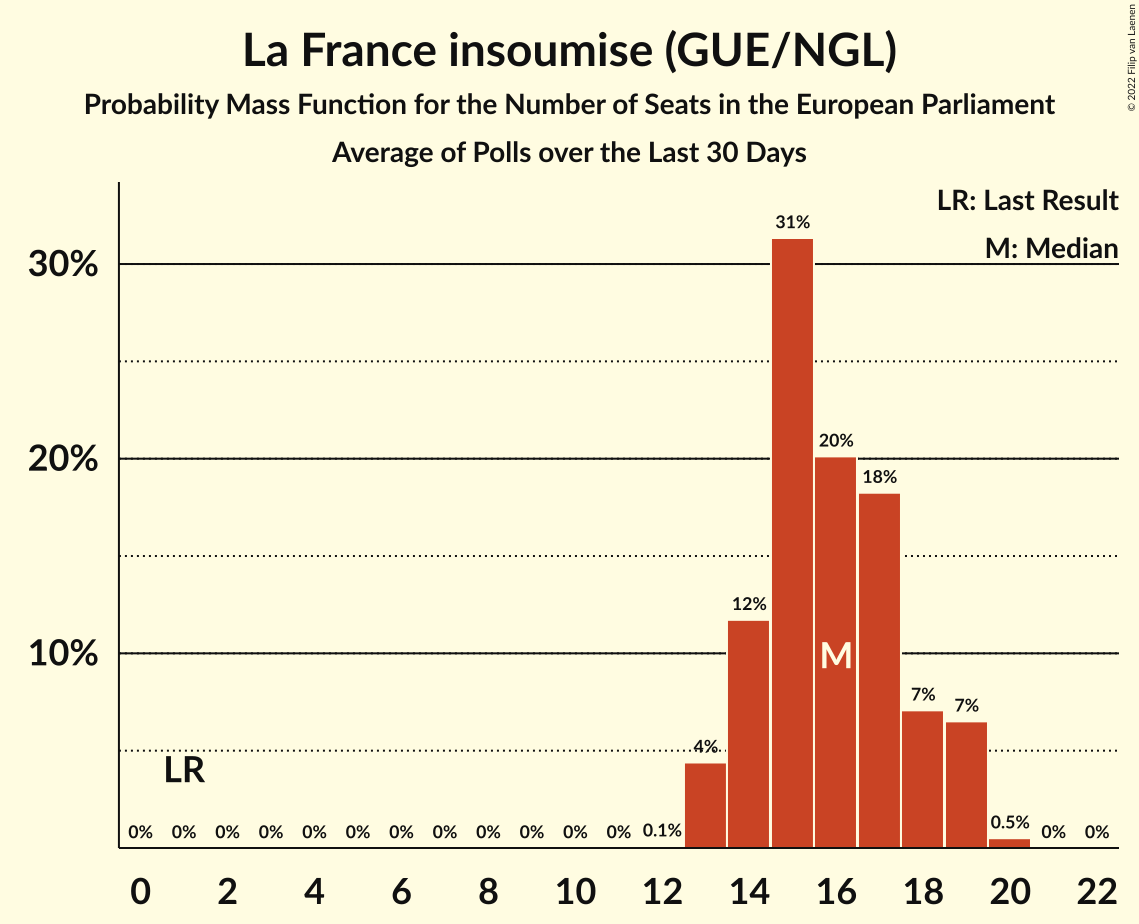 La France insoumise (GUE/NGL)
Probability Mass Function for the Number of Seats in the European Parliament
Average of Polls over the Last 30 Days
© 2022 Filip van Laenen
LR: Last Result
M: Median
31%
30%
20%
20%
18%
12%
10%
M
7%
7%
4%
LR
0% 0% 0% 0% 0% 0% 0% 0% 0% 0% 0% 0% 0.1% 0.5% 0% 0%
0 2 4 6 8 10 12 14 16 18 20 22